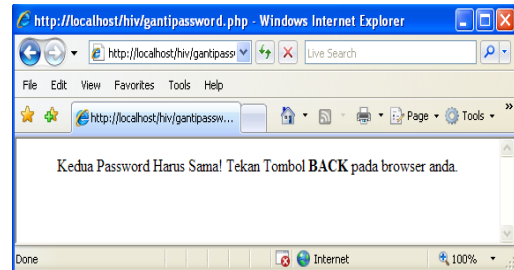 http://localhost/hiv/gantipassword.php - Windows Internet Explorer
http://localhost/hiv/gantipassw
Live Search
File Edit View Favorites Tools Help
http://localhost/hiv/gantipassw...
Page
Tools
»
Kedua Password Harus Sama! Tekan Tombol BACK pada browser anda.
Done
Internet
100%